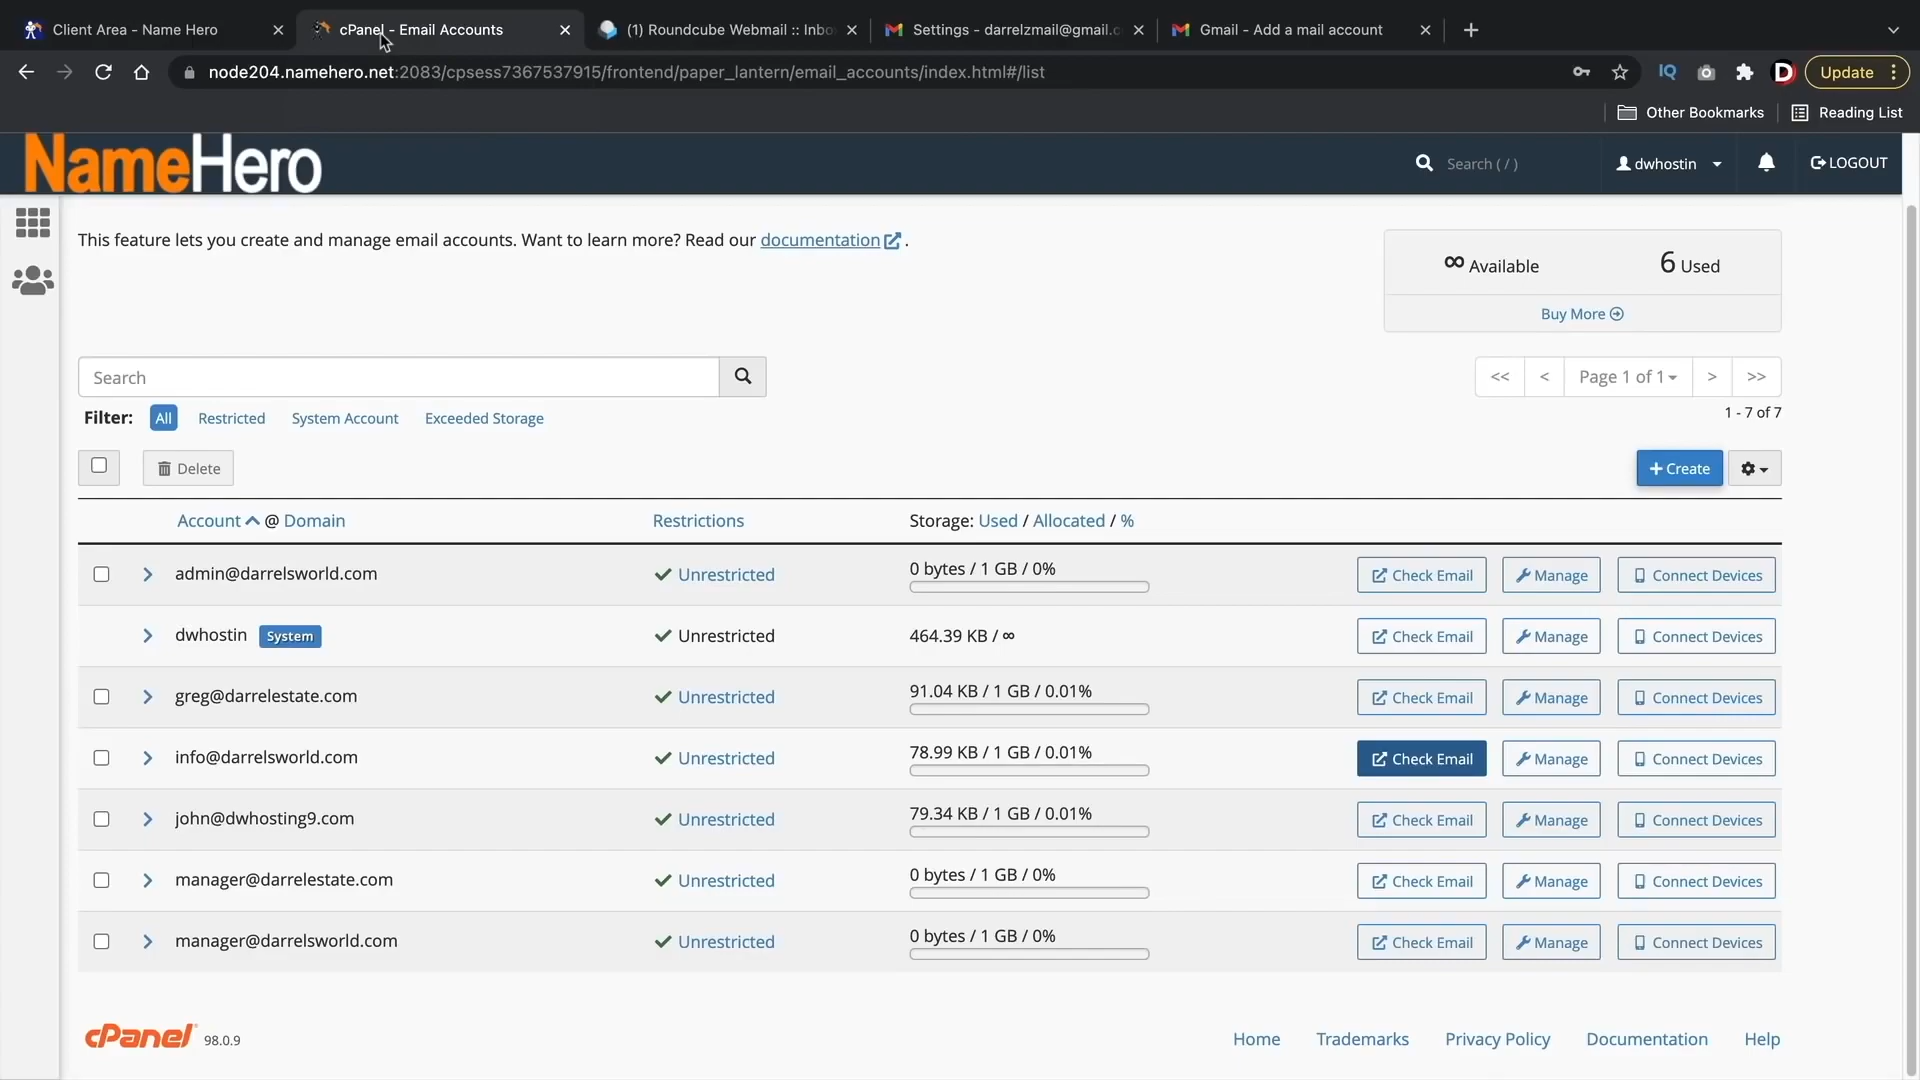 Client Area - Name Hero
cPanel - Email Accounts
(1) Roundcube Webmail :: Inbo
Settings - darrelzmail@gmail.c
Gmail - Add a mail account
node204.namehero.net:2083/cpsess7367537915/frontend/paper_lantern/email_accounts/index.html#/list
IQ
D
Update
Other Bookmarks
Reading List
NameHero
Search ( / )
dwhostin
LOGOUT
This feature lets you create and manage email accounts. Want to learn more? Read our documentation .
∞ Available
6 Used
Buy More
Search
<< < Page 1 of 1 > >>
Filter: All Restricted System Account Exceeded Storage
1 - 7 of 7
Delete
+ Create
Account @ Domain Restrictions Storage: Used / Allocated / %
admin@darrelsworld.com Unrestricted 0 bytes / 1 GB / 0% Check Email Manage Connect Devices
dwhostin System Unrestricted 464.39 KB / ∞ Check Email Manage Connect Devices
greg@darrelestate.com Unrestricted 91.04 KB / 1 GB / 0.01% Check Email Manage Connect Devices
info@darrelsworld.com Unrestricted 78.99 KB / 1 GB / 0.01% Check Email Manage Connect Devices
john@dwhosting9.com Unrestricted 79.34 KB / 1 GB / 0.01% Check Email Manage Connect Devices
manager@darrelestate.com Unrestricted 0 bytes / 1 GB / 0% Check Email Manage Connect Devices
manager@darrelsworld.com Unrestricted 0 bytes / 1 GB / 0% Check Email Manage Connect Devices
cPanel 98.0.9
Home Trademarks Privacy Policy Documentation Help